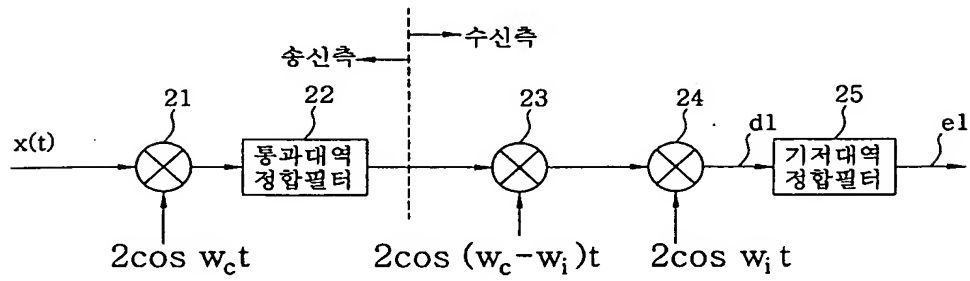 수신측
송신측
21
22
23
24
25
x(t)
d1
e1
통과대역
정합필터
기저대역
정합필터
2cos w_c t
2cos (w_c-w_i)t
2cos w_i t